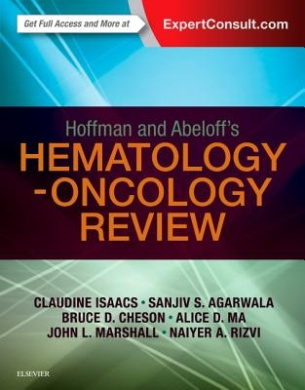 Get Full Access and More at
ExpertConsult.com
Hoffman and Abeloff's
HEMATOLOGY
-ONCOLOGY
REVIEW
CLAUDINE ISAACS • SANJIV S. AGARWALA
BRUCE D. CHESON • ALICE D. MA
JOHN L. MARSHALL • NAIYER A. RIZVI
ELSEVIER